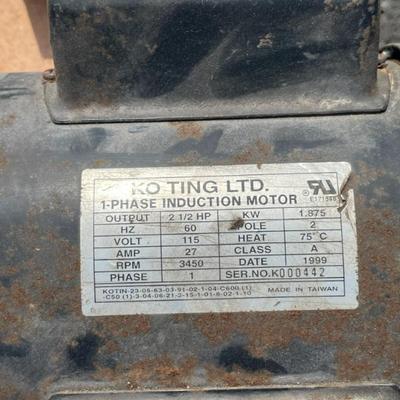 KO TING LTD.
1-PHASE INDUCTION MOTOR
OUTPUT 2 1/2 HP KW 1.875
HZ 60 POLE 2
VOLT 115 HEAT 75°C
AMP 27 CLASS A
RPM 3450 DATE 1999
PHASE 1 SER.NO.K000442
MADE IN TAIWAN